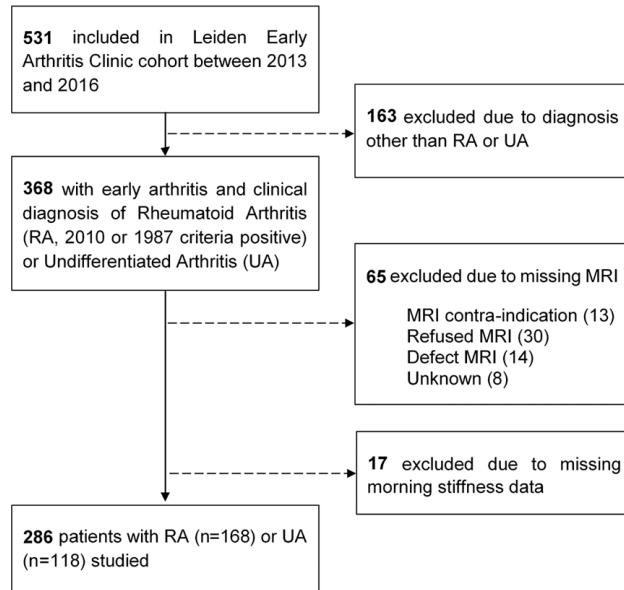 531 included in Leiden Early
Arthritis Clinic cohort between 2013
and 2016
163 excluded due to diagnosis
other than RA or UA
368 with early arthritis and clinical
diagnosis of Rheumatoid Arthritis
(RA, 2010 or 1987 criteria positive)
or Undifferentiated Arthritis (UA)
65 excluded due to missing MRI
MRI contra-indication (13)
Refused MRI (30)
Defect MRI (14)
Unknown (8)
17 excluded due to missing
morning stiffness data
286 patients with RA (n=168) or UA
(n=118) studied